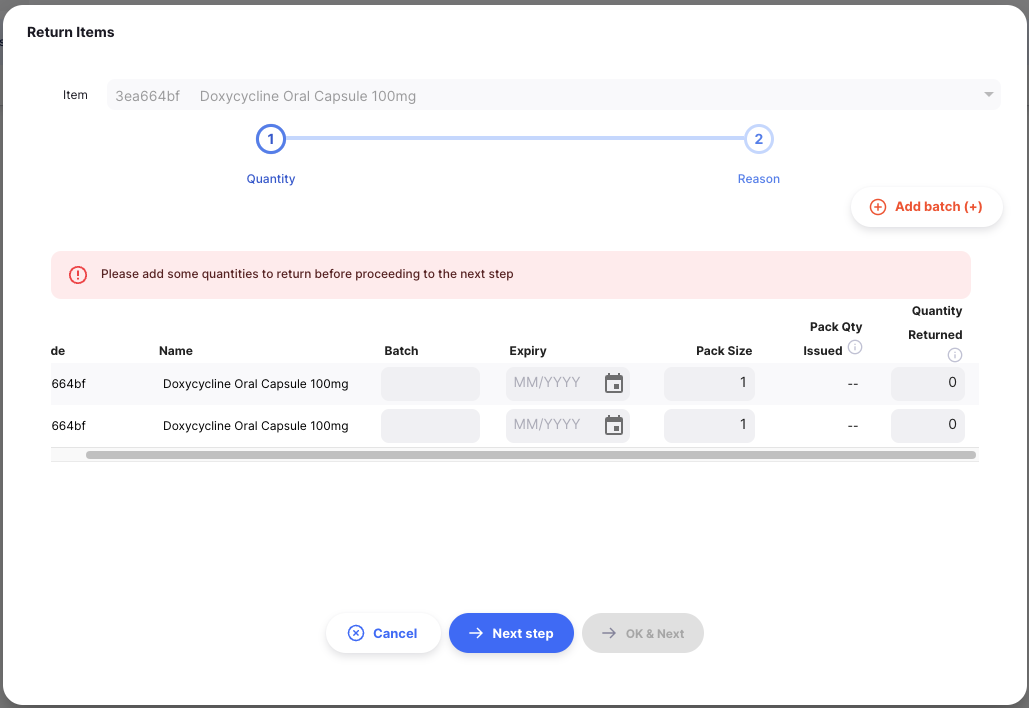 Return Items
Item 3ea664bf Doxycycline Oral Capsule 100mg
1 2
Quantity Reason
Add batch (+)
Please add some quantities to return before proceeding to the next step
de Name Batch Expiry Pack Size Pack Qty Issued Quantity Returned
664bf Doxycycline Oral Capsule 100mg MM/YYYY 1 -- 0
664bf Doxycycline Oral Capsule 100mg MM/YYYY 1 -- 0
Cancel Next step OK & Next